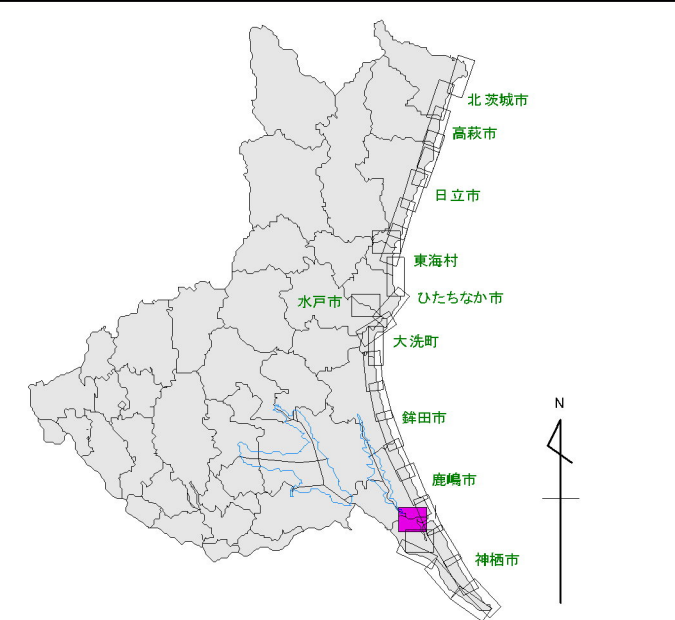 北茨城市
高萩市
日立市
東海村
ひたちなか市
水戸市
大洗町
N
鉾田市
鹿嶋市
神栖市